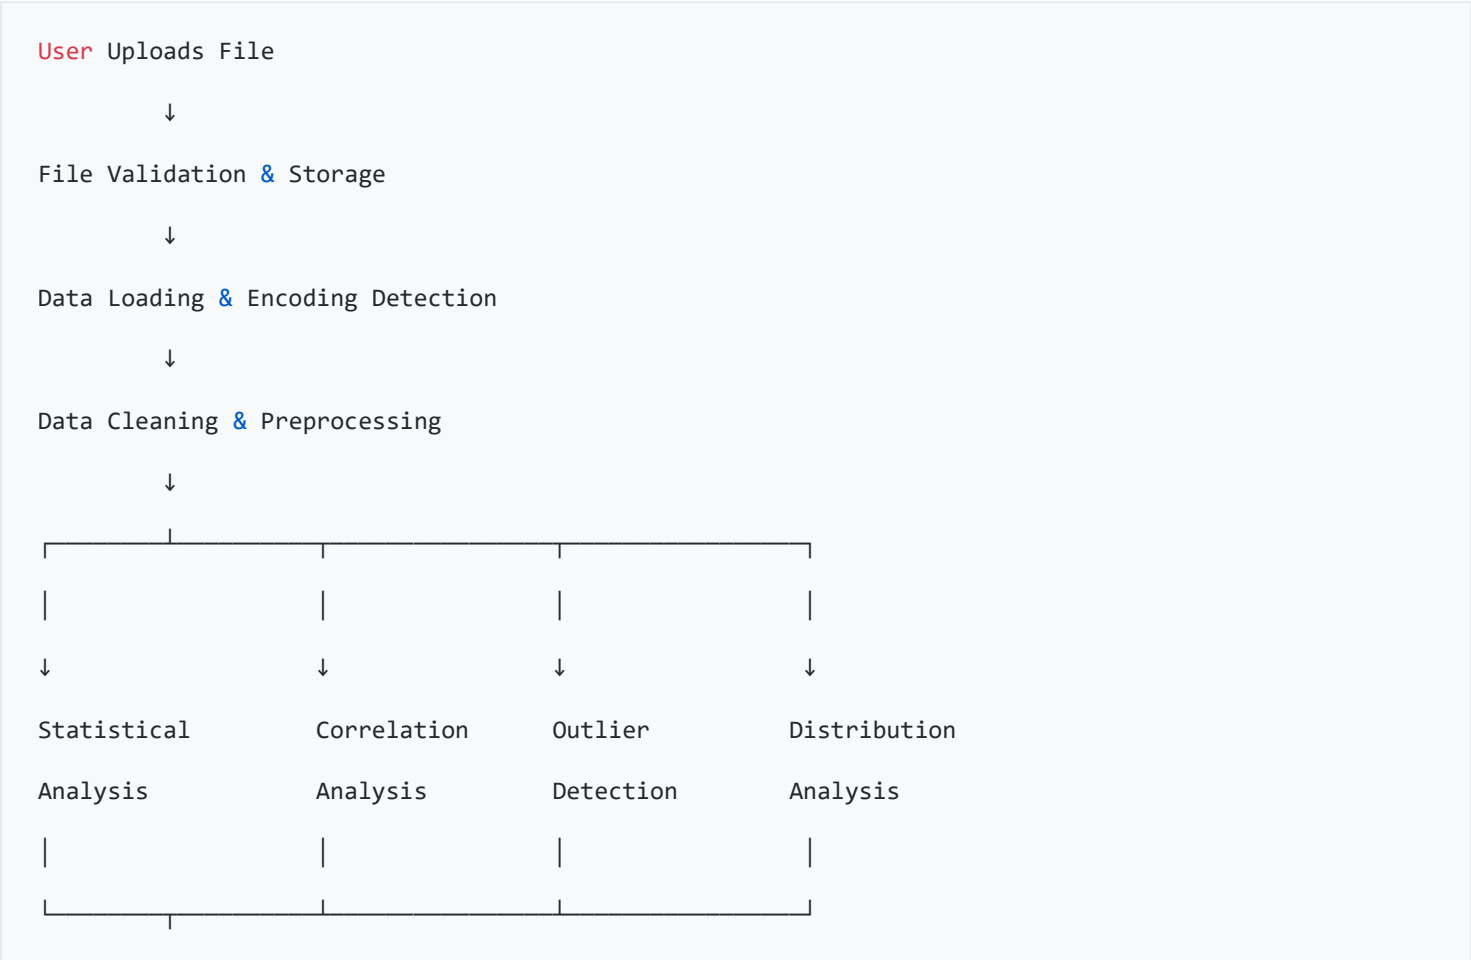 User Uploads File
↓
File Validation & Storage
↓
Data Loading & Encoding Detection
↓
Data Cleaning & Preprocessing
↓
┌────────┴──────────┬────────────────┬─────────────────┐
│                   │                │                 │
↓                   ↓                ↓                 ↓
Statistical         Correlation      Outlier          Distribution
Analysis            Analysis         Detection        Analysis
│                   │                │                 │
└────────┬──────────┴────────────────┴─────────────────┘